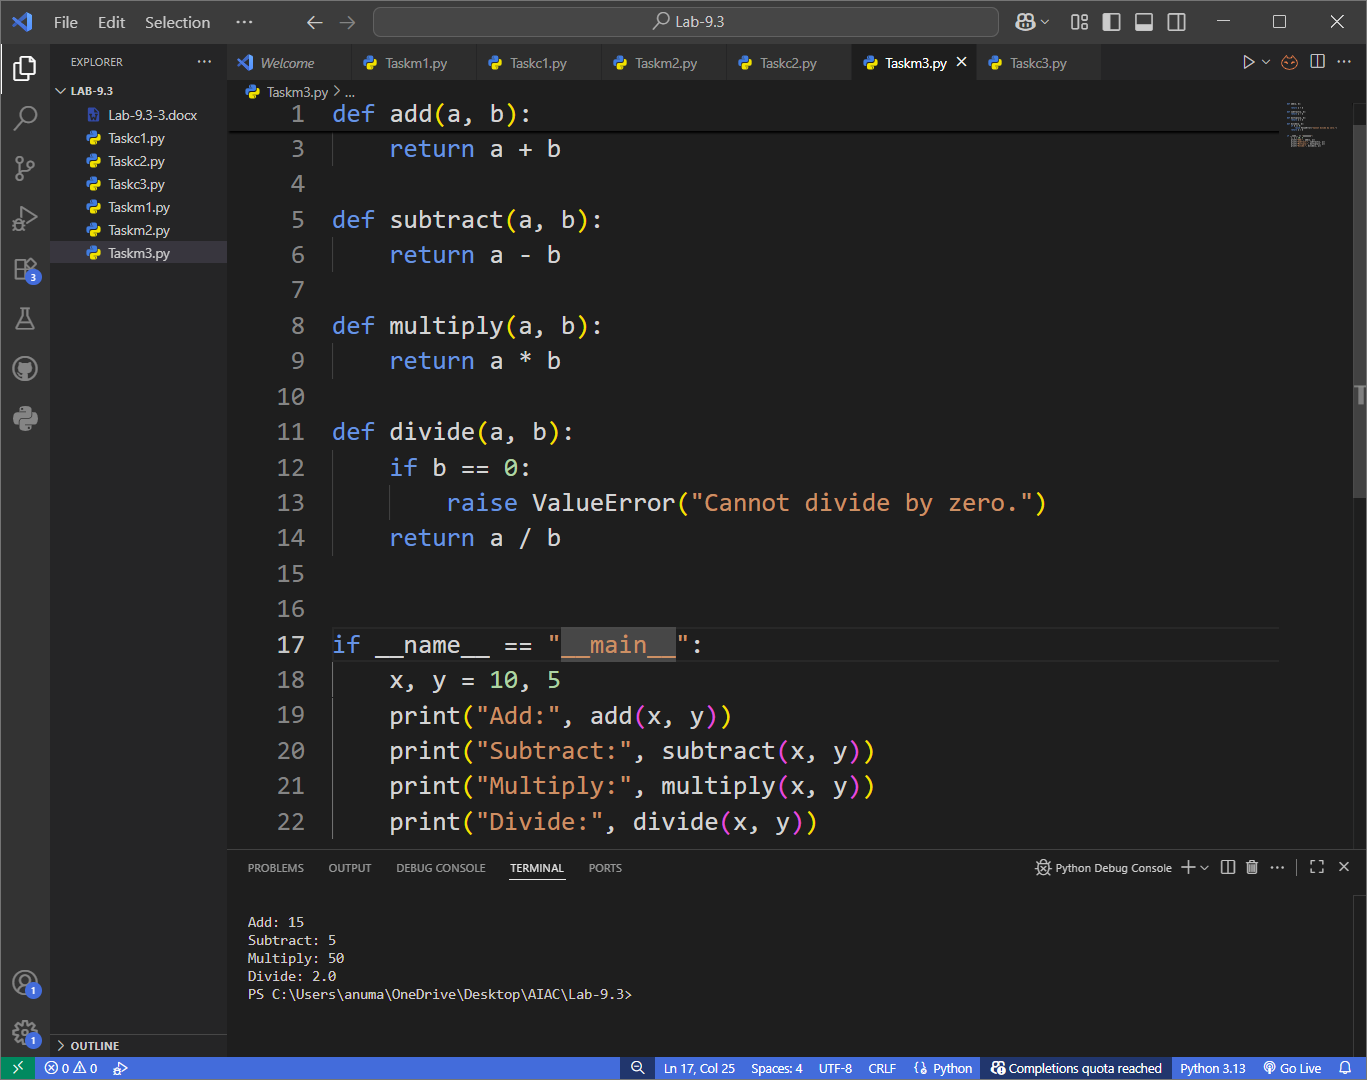 File Edit Selection ···
Lab-9.3
EXPLORER ···
LAB-9.3
Lab-9.3-3.docx
Taskc1.py
Taskc2.py
Taskc3.py
Taskm1.py
Taskm2.py
Taskm3.py
OUTLINE
3
1
1
Welcome Taskm1.py Taskc1.py Taskm2.py Taskc2.py Taskm3.py Taskc3.py
Taskm3.py > ...
1 def add(a, b):
3     return a + b
4
5 def subtract(a, b):
6     return a - b
7
8 def multiply(a, b):
9     return a * b
10
11 def divide(a, b):
12     if b == 0:
13         raise ValueError("Cannot divide by zero.")
14     return a / b
15
16
17 if __name__ == "__main__":
18     x, y = 10, 5
19     print("Add:", add(x, y))
20     print("Subtract:", subtract(x, y))
21     print("Multiply:", multiply(x, y))
22     print("Divide:", divide(x, y))
PROBLEMS OUTPUT DEBUG CONSOLE TERMINAL PORTS Python Debug Console
Add: 15
Subtract: 5
Multiply: 50
Divide: 2.0
PS C:\Users\anuma\OneDrive\Desktop\AIAC\Lab-9.3>
0 0 Ln 17, Col 25 Spaces: 4 UTF-8 CRLF Python Completions quota reached Python 3.13 Go Live